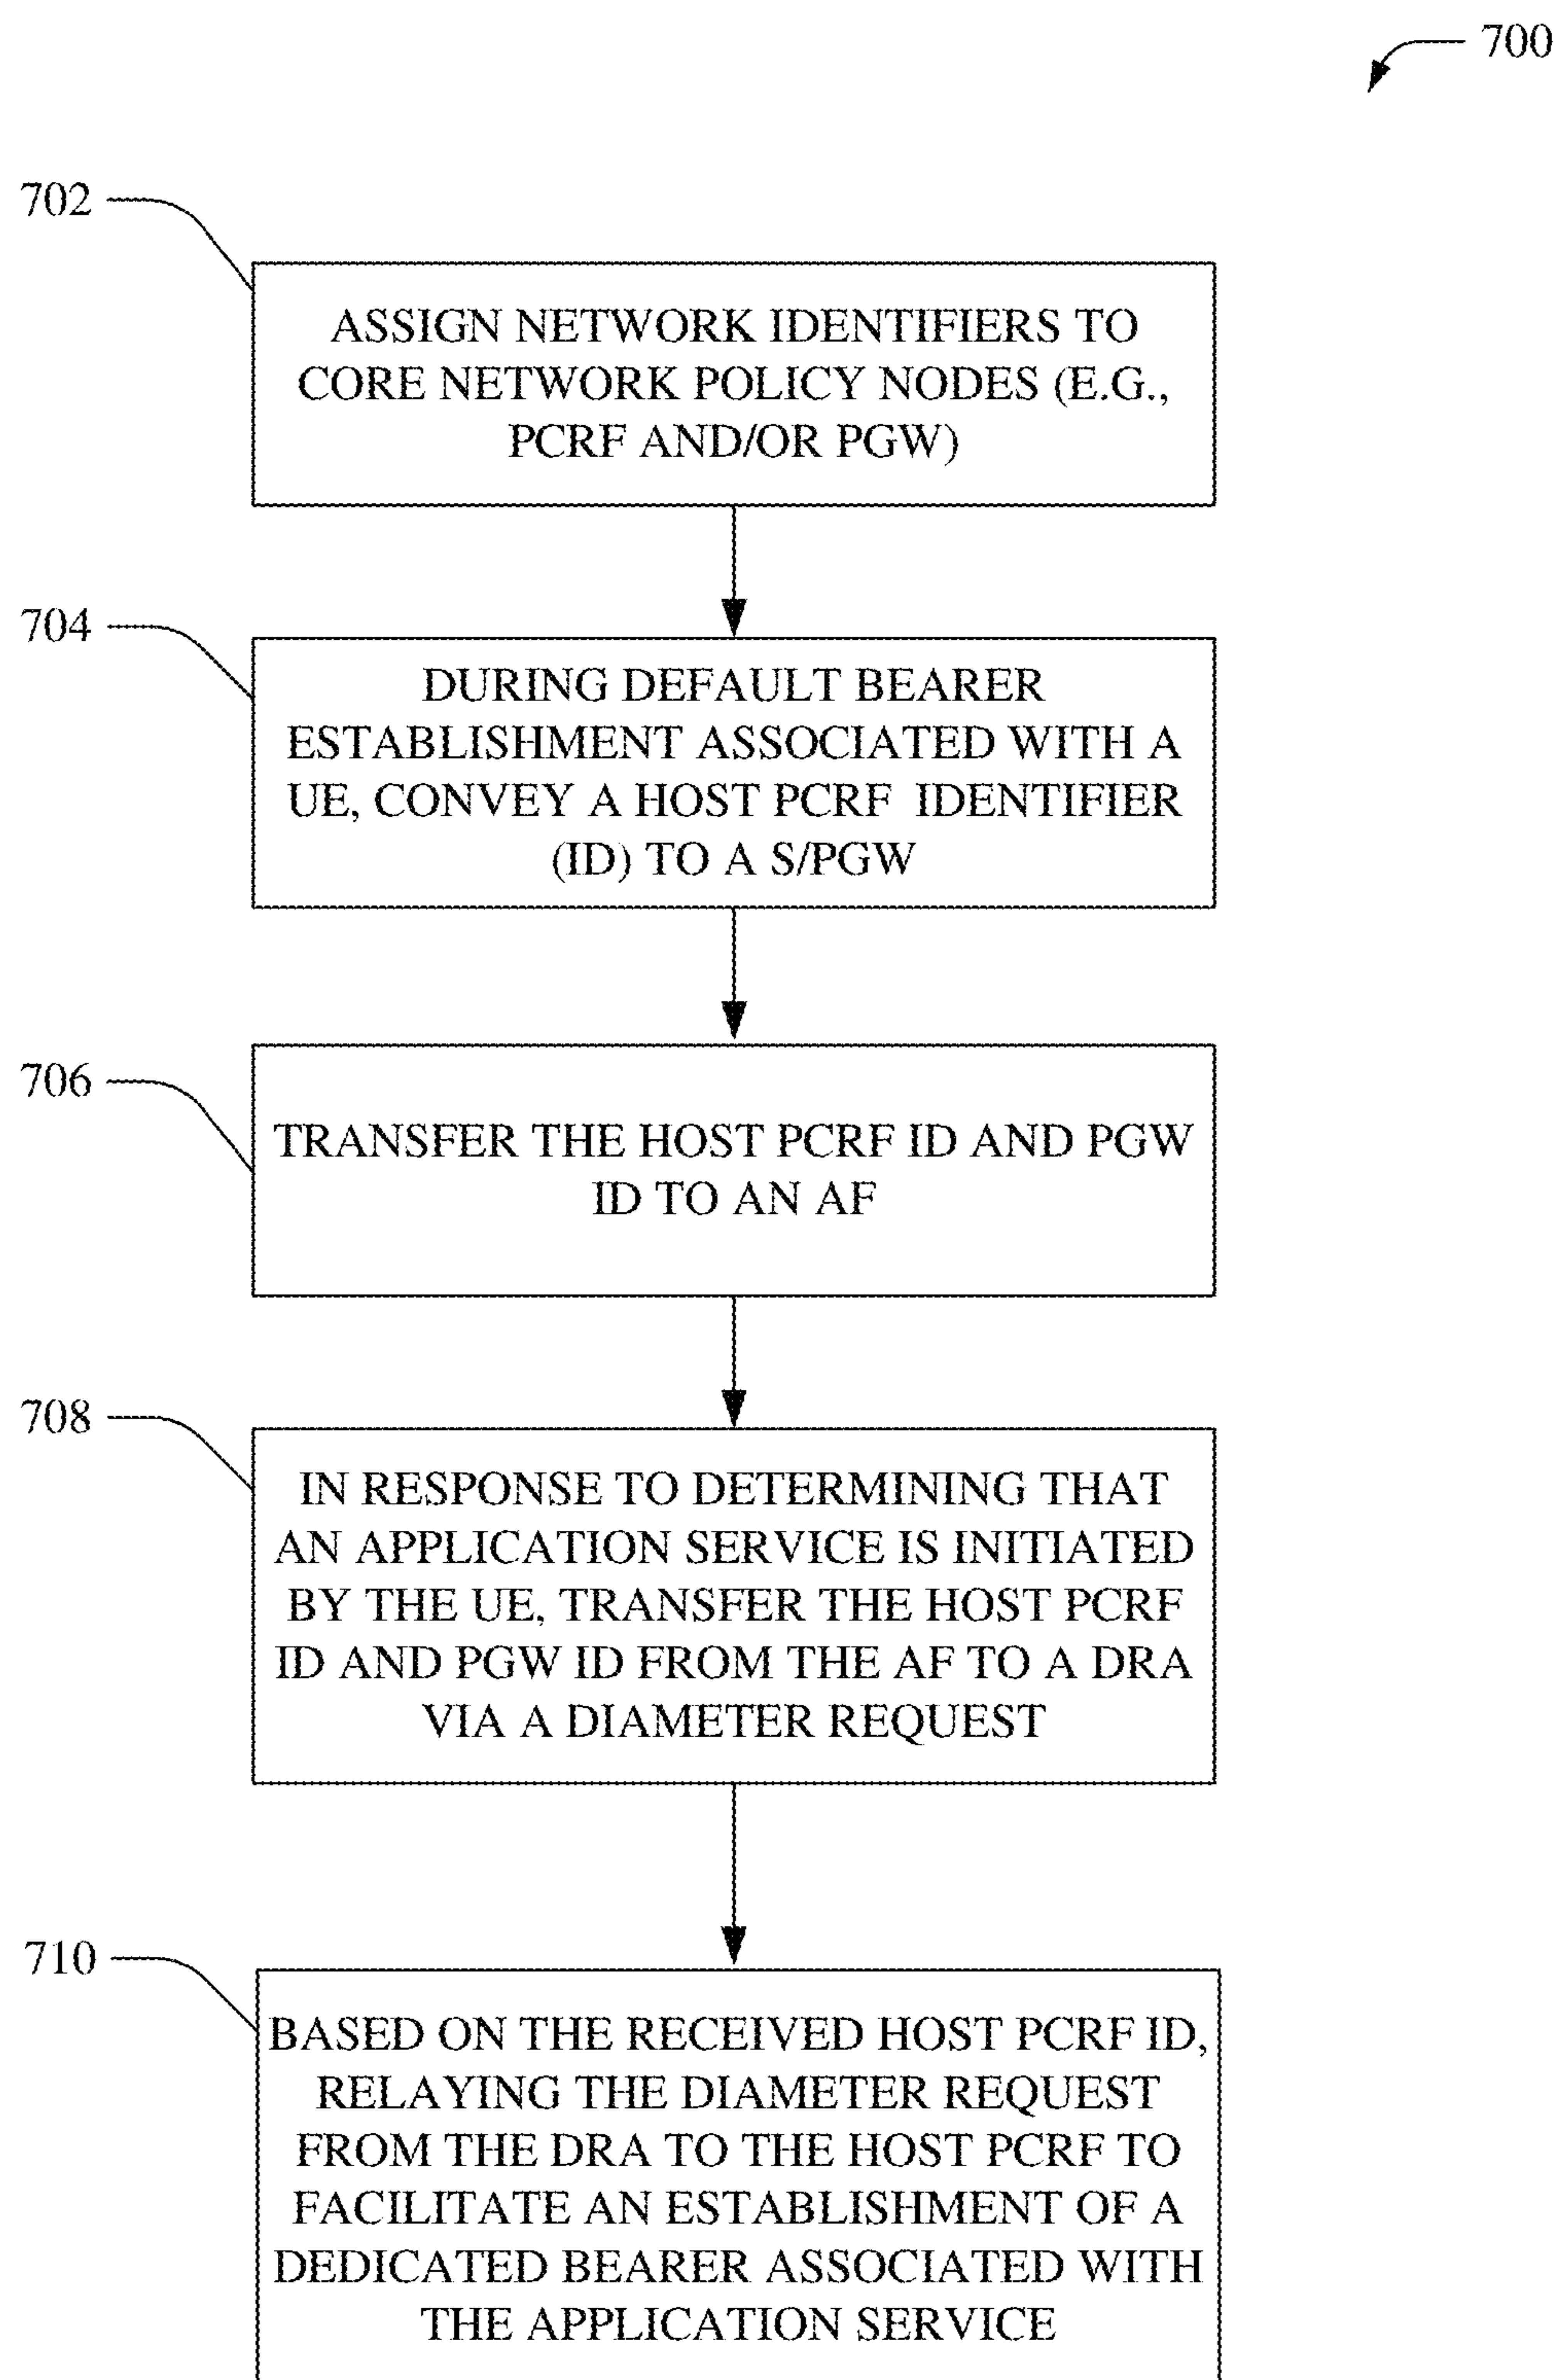 700
702
ASSIGN NETWORK IDENTIFIERS TO
CORE NETWORK POLICY NODES (E.G.,
PCRF AND/OR PGW)
704
DURING DEFAULT BEARER
ESTABLISHMENT ASSOCIATED WITH A
UE, CONVEY A HOST PCRF IDENTIFIER
(ID) TO A S/PGW
706
TRANSFER THE HOST PCRF ID AND PGW
ID TO AN AF
708
IN RESPONSE TO DETERMINING THAT
AN APPLICATION SERVICE IS INITIATED
BY THE UE, TRANSFER THE HOST PCRF
ID AND PGW ID FROM THE AF TO A DRA
VIA A DIAMETER REQUEST
710
BASED ON THE RECEIVED HOST PCRF ID,
RELAYING THE DIAMETER REQUEST
FROM THE DRA TO THE HOST PCRF TO
FACILITATE AN ESTABLISHMENT OF A
DEDICATED BEARER ASSOCIATED WITH
THE APPLICATION SERVICE